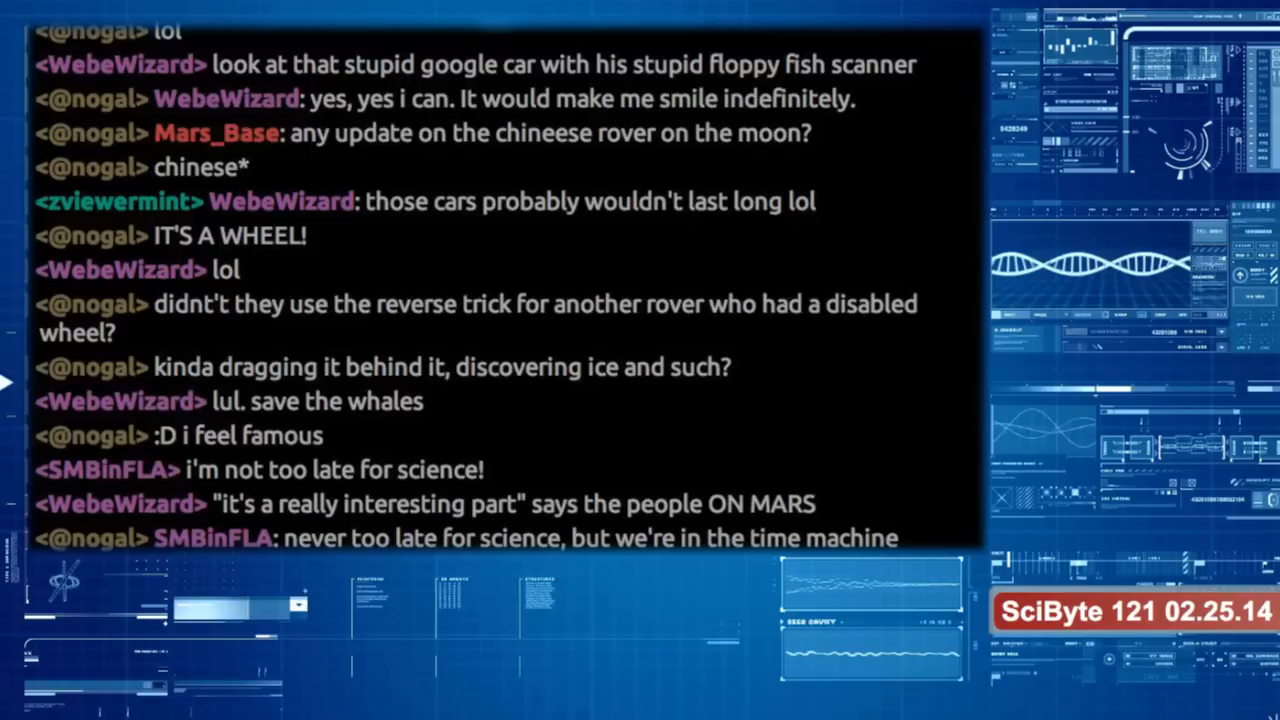 <@nogal> lol
<WebeWizard> look at that stupid google car with his stupid floppy fish scanner
<@nogal> WebeWizard: yes, yes i can. It would make me smile indefinitely.
<@nogal> Mars_Base: any update on the chineese rover on the moon?
<@nogal> chinese*
<zviewermint> WebeWizard: those cars probably wouldn't last long lol
<@nogal> IT'S A WHEEL!
<WebeWizard> lol
<@nogal> didnt't they use the reverse trick for another rover who had a disabled
wheel?
<@nogal> kinda dragging it behind it, discovering ice and such?
<WebeWizard> lul. save the whales
<@nogal> :D i feel famous
<SMBinFLA> i'm not too late for science!
<WebeWizard> "it's a really interesting part" says the people ON MARS
<@nogal> SMBinFLA: never too late for science, but we're in the time machine
SciByte 121 02.25.14